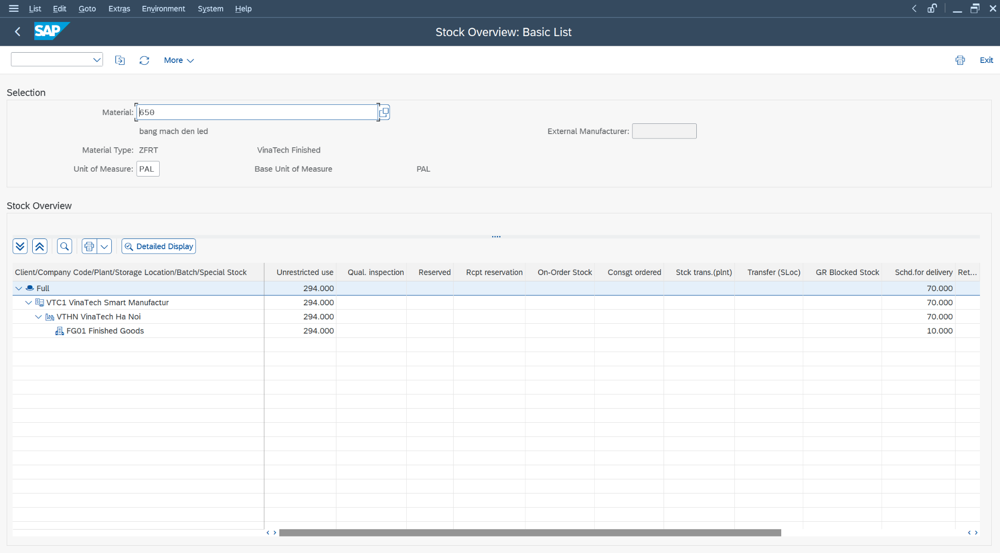 List Edit Goto Extras Environment System Help
SAP Stock Overview: Basic List
More Exit
Selection
Material: 650
bang mach den led External Manufacturer:
Material Type: ZFRT VinaTech Finished
Unit of Measure: PAL Base Unit of Measure PAL
Stock Overview
Detailed Display
Client/Company Code/Plant/Storage Location/Batch/Special Stock Unrestricted use Qual. inspection Reserved Rcpt reservation On-Order Stock Consgt ordered Stck trans.(plnt) Transfer (SLoc) GR Blocked Stock Schd.for delivery Ret...
Full 294.000 70.000
VTC1 VinaTech Smart Manufactur 294.000 70.000
VTHN VinaTech Ha Noi 294.000 70.000
FG01 Finished Goods 294.000 10.000